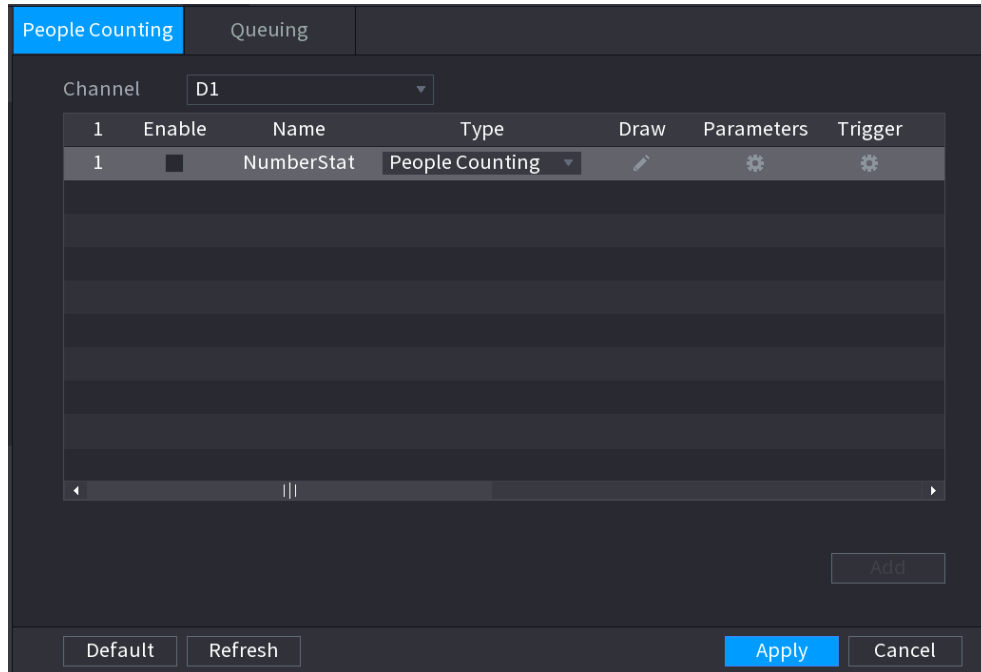 People Counting Queuing
Channel D1
1 Enable Name Type Draw Parameters Trigger
1 NumberStat People Counting
Add
Default Refresh Apply Cancel